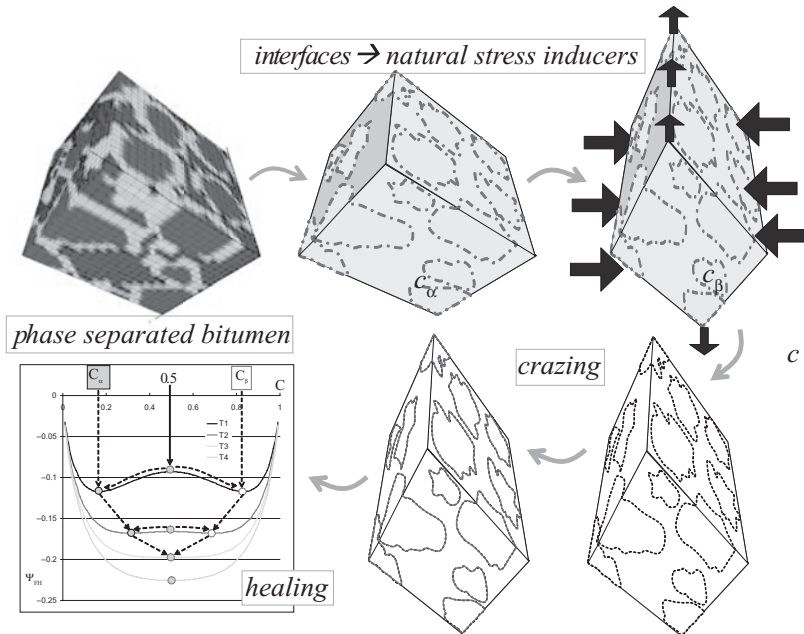 interfaces → natural stress inducers
c_α
c_β
phase separated bitumen
crazing
c
C_α
0.5
C_β
C
0
0
0.2
0.4
0.6
0.8
1
−0.05
−0.1
−0.15
−0.2
−0.25
T1
T2
T3
T4
Ψ_FH
healing